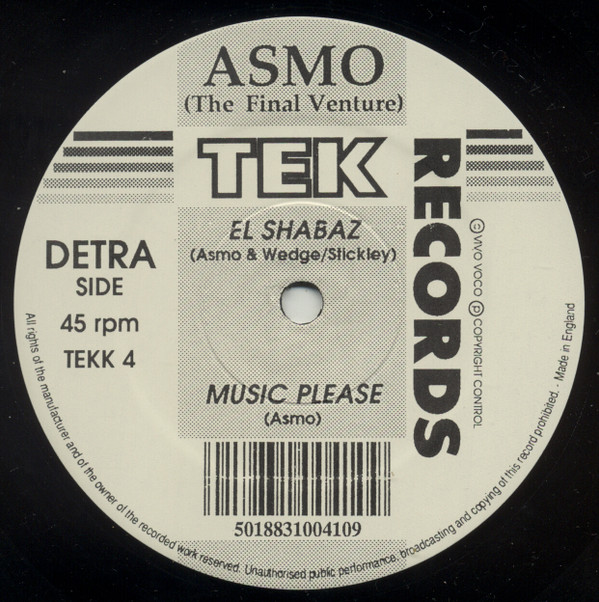 ASMO
(The Final Venture)
TEK
RECORDS
EL SHABAZ
(Asmo & Wedge/Stickley)
DETRA
SIDE
45 rpm
TEKK 4
MUSIC PLEASE
(Asmo)
5018831004109
© VIVO VOCO ℗ COPYRIGHT CONTROL
All rights of the manufacturer and of the owner of the recorded work reserved. Unauthorised public performance, broadcasting and copying of this record prohibited. - Made in England